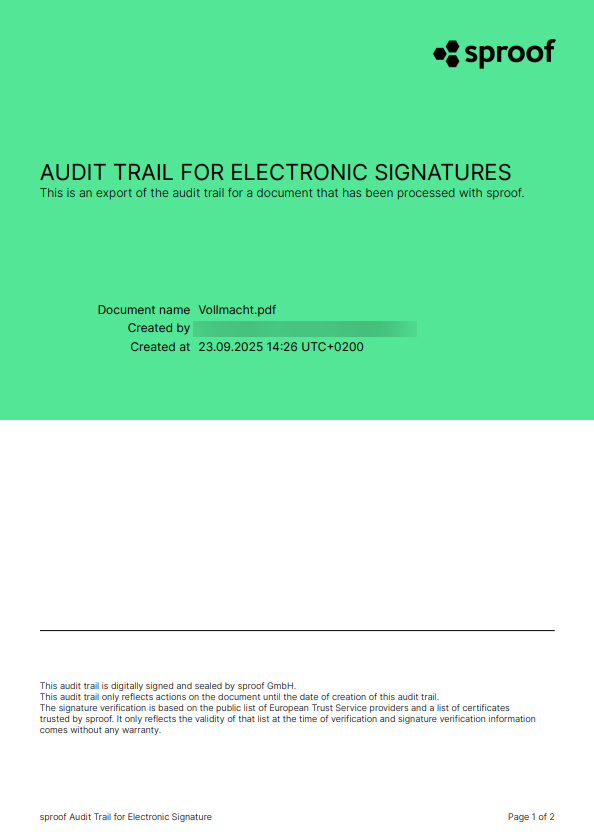 sproof
AUDIT TRAIL FOR ELECTRONIC SIGNATURES
This is an export of the audit trail for a document that has been processed with sproof.
Document name Vollmacht.pdf
Created by
Created at 23.09.2025 14:26 UTC+0200
This audit trail is digitally signed and sealed by sproof GmbH.
This audit trail only reflects actions on the document until the date of creation of this audit trail.
The signature verification is based on the public list of European Trust Service providers and a list of certificates
trusted by sproof. It only reflects the validity of that list at the time of verification and signature verification information
comes without any warranty.
sproof Audit Trail for Electronic Signature Page 1 of 2